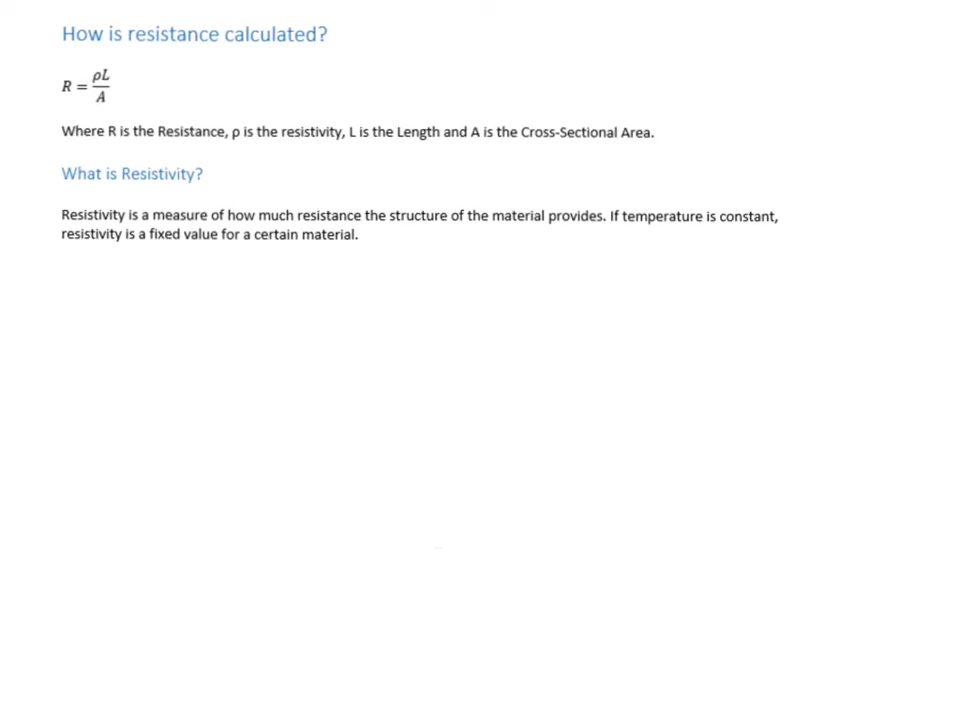 How is resistance calculated?
R = ρL/A
Where R is the Resistance, ρ is the resistivity, L is the Length and A is the Cross-Sectional Area.
What is Resistivity?
Resistivity is a measure of how much resistance the structure of the material provides. If temperature is constant,
resistivity is a fixed value for a certain material.